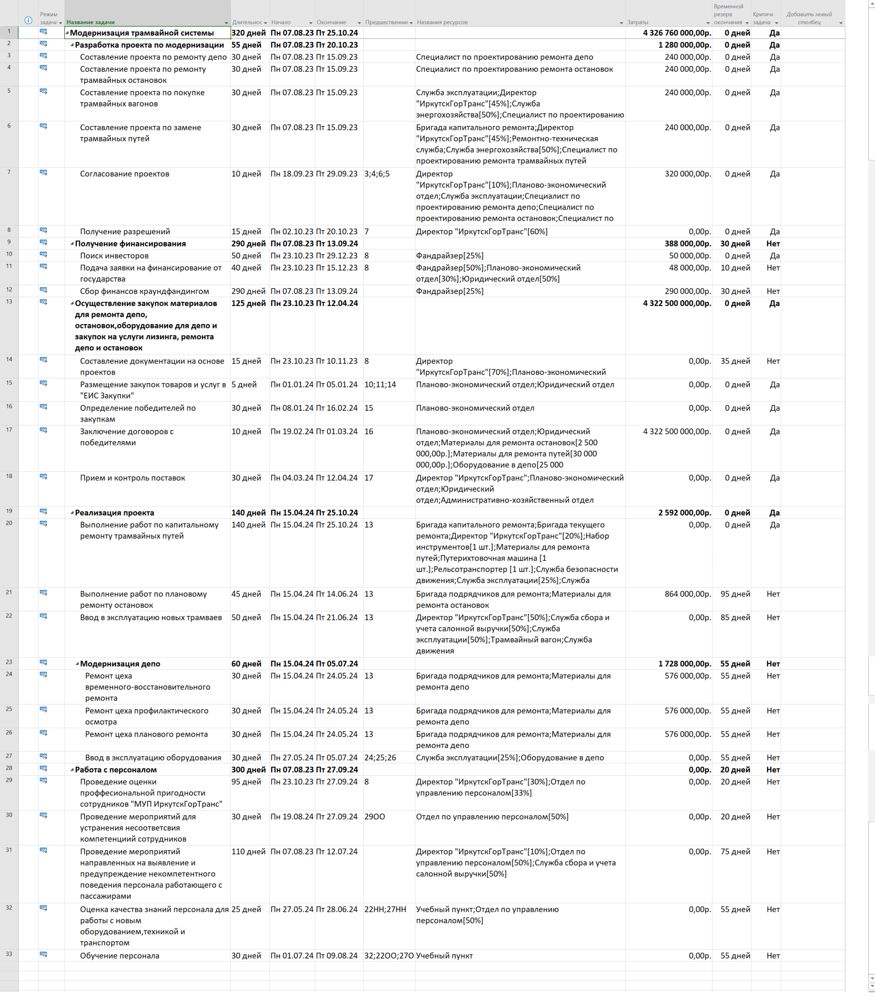 Режим задачи Название задачи Длительнос Начало Окончание Предшественни Названия ресурсов Затраты Временной резерв окончания Критиче задача Добавить новый столбец
1 Модернизация трамвайной системы 320 дней Пн 07.08.23 Пт 25.10.24 4 326 760 000,00р. 0 дней Да
2 Разработка проекта по модернизации 55 дней Пн 07.08.23 Пт 20.10.23 1 280 000,00р. 0 дней Да
3 Составление проекта по ремонту депо 30 дней Пн 07.08.23 Пт 15.09.23 Специалист по проектированию ремонта депо 240 000,00р. 0 дней Да
4 Составление проекта по ремонту 30 дней Пн 07.08.23 Пт 15.09.23 Специалист по проектированию ремонта остановок 240 000,00р. 0 дней Да
трамвайных остановок
5 Составление проекта по покупке 30 дней Пн 07.08.23 Пт 15.09.23 Служба эксплуатации;Директор 240 000,00р. 0 дней Да
трамвайных вагонов "ИркутскГорТранс"[45%];Служба
энергохозяйства[50%];Специалист по проектированию
6 Составление проекта по замене 30 дней Пн 07.08.23 Пт 15.09.23 Бригада капитального ремонта;Директор 240 000,00р. 0 дней Да
трамвайных путей "ИркутскГорТранс"[45%];Ремонтно-техническая
служба;Служба энергохозяйства[50%];Специалист по
проектированию ремонта трамвайных путей
7 Согласование проектов 10 дней Пн 18.09.23 Пт 29.09.23 3;4;6;5 Директор 320 000,00р. 0 дней Да
"ИркутскГорТранс"[10%];Планово-экономический
отдел;Служба эксплуатации;Специалист по
проектированию ремонта депо;Специалист по
проектированию ремонта остановок;Специалист по
8 Получение разрешений 15 дней Пн 02.10.23 Пт 20.10.23 7 Директор "ИркутскГорТранс"[60%] 0,00р. 0 дней Да
9 Получение финансирования 290 дней Пн 07.08.23 Пт 13.09.24 388 000,00р. 30 дней Нет
10 Поиск инвесторов 50 дней Пн 23.10.23 Пт 29.12.23 8 Фандрайзер[25%] 50 000,00р. 0 дней Да
11 Подача заявки на финансирование от 40 дней Пн 23.10.23 Пт 15.12.23 8 Фандрайзер[50%];Планово-экономический 48 000,00р. 10 дней Нет
государства отдел[30%];Юридический отдел[50%]
12 Сбор финансов краундфандингом 290 дней Пн 07.08.23 Пт 13.09.24 Фандрайзер[25%] 290 000,00р. 30 дней Нет
13 Осуществление закупок материалов 125 дней Пн 23.10.23 Пт 12.04.24 4 322 500 000,00р. 0 дней Да
для ремонта депо,
остановок,оборудование для депо и
закупок на услуги лизинга, ремонта
депо и остановок
14 Составление документации на основе 15 дней Пн 23.10.23 Пт 10.11.23 8 Директор 0,00р. 35 дней Нет
проектов "ИркутскГорТранс"[70%];Планово-экономический
15 Размещение закупок товаров и услуг в 5 дней Пн 01.01.24 Пт 05.01.24 10;11;14 Планово-экономический отдел;Юридический отдел 0,00р. 0 дней Да
"ЕИС Закупки"
16 Определение победителей по 30 дней Пн 08.01.24 Пт 16.02.24 15 Планово-экономический отдел 0,00р. 0 дней Да
закупкам
17 Заключение договоров с 10 дней Пн 19.02.24 Пт 01.03.24 16 Планово-экономический отдел;Юридический 4 322 500 000,00р. 0 дней Да
победителями отдел;Материалы для ремонта остановок[2 500
000,00р.];Материалы для ремонта путей[30 000
000,00р.];Оборудование в депо[25 000
18 Прием и контроль поставок 30 дней Пн 04.03.24 Пт 12.04.24 17 Директор "ИркутскГорТранс";Планово-экономический 0,00р. 0 дней Да
отдел;Юридический
отдел;Административно-хозяйственный отдел
19 Реализация проекта 140 дней Пн 15.04.24 Пт 25.10.24 2 592 000,00р. 0 дней Да
20 Выполнение работ по капитальному 140 дней Пн 15.04.24 Пт 25.10.24 13 Бригада капитального ремонта;Бригада текущего 0,00р. 0 дней Да
ремонту трамвайных путей ремонта;Директор "ИркутскГорТранс"[20%];Набор
инструментов[1 шт.];Материалы для ремонта
путей;Путерихтовочная машина [1
шт.];Рельсотранспортер [1 шт.];Служба безопасности
движения;Служба эксплуатации[25%];Служба
21 Выполнение работ по плановому 45 дней Пн 15.04.24 Пт 14.06.24 13 Бригада подрядчиков для ремонта;Материалы для 864 000,00р. 95 дней Нет
ремонту остановок ремонта остановок
22 Ввод в эксплуатацию новых трамваев 50 дней Пн 15.04.24 Пт 21.06.24 13 Директор "ИркутскГорТранс"[50%];Служба сбора и 0,00р. 85 дней Нет
учета салонной выручки[50%];Служба
эксплуатации[50%];Трамвайный вагон;Служба
движения
23 Модернизация депо 60 дней Пн 15.04.24 Пт 05.07.24 1 728 000,00р. 55 дней Нет
24 Ремонт цеха 30 дней Пн 15.04.24 Пт 24.05.24 13 Бригада подрядчиков для ремонта;Материалы для 576 000,00р. 55 дней Нет
временного-восстановительного ремонта депо
ремонта
25 Ремонт цеха профилактического 30 дней Пн 15.04.24 Пт 24.05.24 13 Бригада подрядчиков для ремонта;Материалы для 576 000,00р. 55 дней Нет
осмотра ремонта депо
26 Ремонт цеха планового ремонта 30 дней Пн 15.04.24 Пт 24.05.24 13 Бригада подрядчиков для ремонта;Материалы для 576 000,00р. 55 дней Нет
ремонта депо
27 Ввод в эксплуатацию оборудования 30 дней Пн 27.05.24 Пт 05.07.24 24;25;26 Служба эксплуатации[25%];Оборудование в депо 0,00р. 55 дней Нет
28 Работа с персоналом 300 дней Пн 07.08.23 Пт 27.09.24 0,00р. 20 дней Нет
29 Проведение оценки 95 дней Пн 23.10.23 Пт 27.09.24 8 Директор "ИркутскГорТранс"[30%];Отдел по 0,00р. 20 дней Нет
проффесиональной пригодности управлению персоналом[33%]
сотрудников "МУП ИркутскГорТранс"
30 Проведение мероприятий для 30 дней Пн 19.08.24 Пт 27.09.24 29ОО Отдел по управлению персоналом[50%] 0,00р. 20 дней Нет
устранения несоответсвия
компетенциий сотрудников
31 Проведение мероприятий 110 дней Пн 07.08.23 Пт 12.07.24 Директор "ИркутскГорТранс"[10%];Отдел по 0,00р. 75 дней Нет
направленных на выявление и управлению персоналом[50%];Служба сбора и учета
предупреждение некомпетентного салонной выручки[50%]
поведения персонала работающего с
пассажирами
32 Оценка качества знаний персонала для 25 дней Пн 27.05.24 Пт 28.06.24 22НН;27НН Учебный пункт;Отдел по управлению 0,00р. 55 дней Нет
работы с новым персоналом[50%]
оборудованием,техникой и
транспортом
33 Обучение персонала 30 дней Пн 01.07.24 Пт 09.08.24 32;22ОО;27О Учебный пункт 0,00р. 55 дней Нет